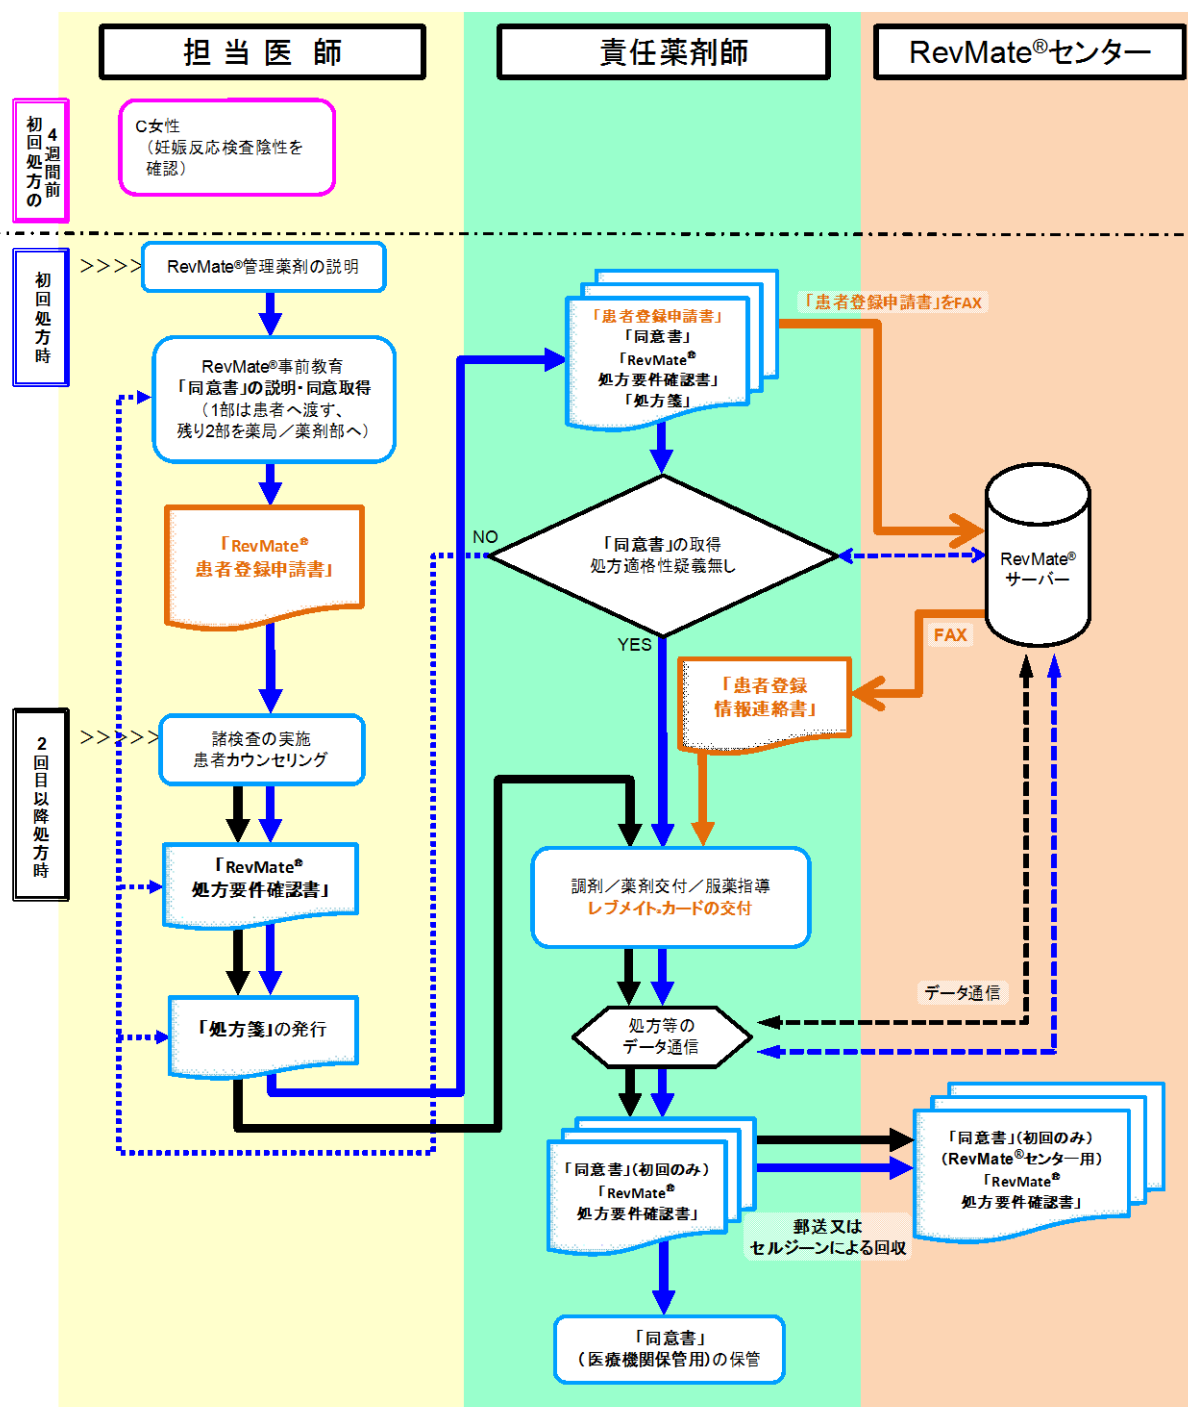 担当医師
責任薬剤師
RevMate®センター
初回処方の
4週間前
C女性
（妊娠反応検査陰性を
確認）
初回処方時
>>>>
RevMate®管理薬剤の説明
RevMate®事前教育
「同意書」の説明・同意取得
（1部は患者へ渡す、
残り2部を薬局／薬剤部へ）
「RevMate®
患者登録申請書」
2回目以降処方時
>>>>>
諸検査の実施
患者カウンセリング
「RevMate®
処方要件確認書」
「処方箋」の発行
「患者登録申請書」
「同意書」
「RevMate®
処方要件確認書」
「処方箋」
「患者登録申請書」をFAX
NO
「同意書」の取得
処方適格性疑義無し
YES
RevMate®
サーバー
FAX
「患者登録
情報連絡書」
調剤／薬剤交付／服薬指導
レブメイト・カードの交付
データ通信
処方等の
データ通信
「同意書」（初回のみ）
「RevMate®
処方要件確認書」
「同意書」（初回のみ）
（RevMate®センター用）
「RevMate®
処方要件確認書」
郵送又は
セルジーンによる回収
「同意書」
（医療機関保管用）の保管